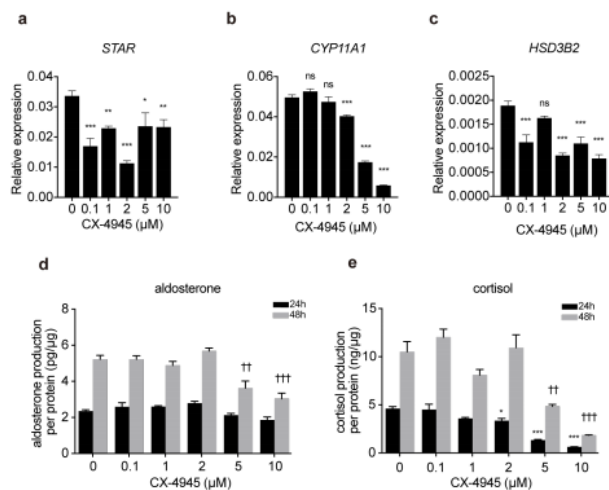 a
STAR
Relative expression
0.04
0.03
0.02
0.01
0.00
***
**
***
*
**
0 0.1 1 2 5 10
CX-4945 (μM)
b
CYP11A1
Relative expression
0.06
0.04
0.02
0.00
ns
ns
***
***
***
0 0.1 1 2 5 10
CX-4945 (μM)
c
HSD3B2
Relative expression
0.0025
0.0020
0.0015
0.0010
0.0005
0.0000
***
ns
***
***
***
0 0.1 1 2 5 10
CX-4945 (μM)
d
aldosterone
24h
48h
aldosterone production
per protein (pg/μg)
8
6
4
2
0
††
†††
0 0.1 1 2 5 10
CX-4945 (μM)
e
cortisol
24h
48h
cortisol production
per protein (ng/μg)
15
10
5
0
*
***
††
***
†††
0 0.1 1 2 5 10
CX-4945 (μM)